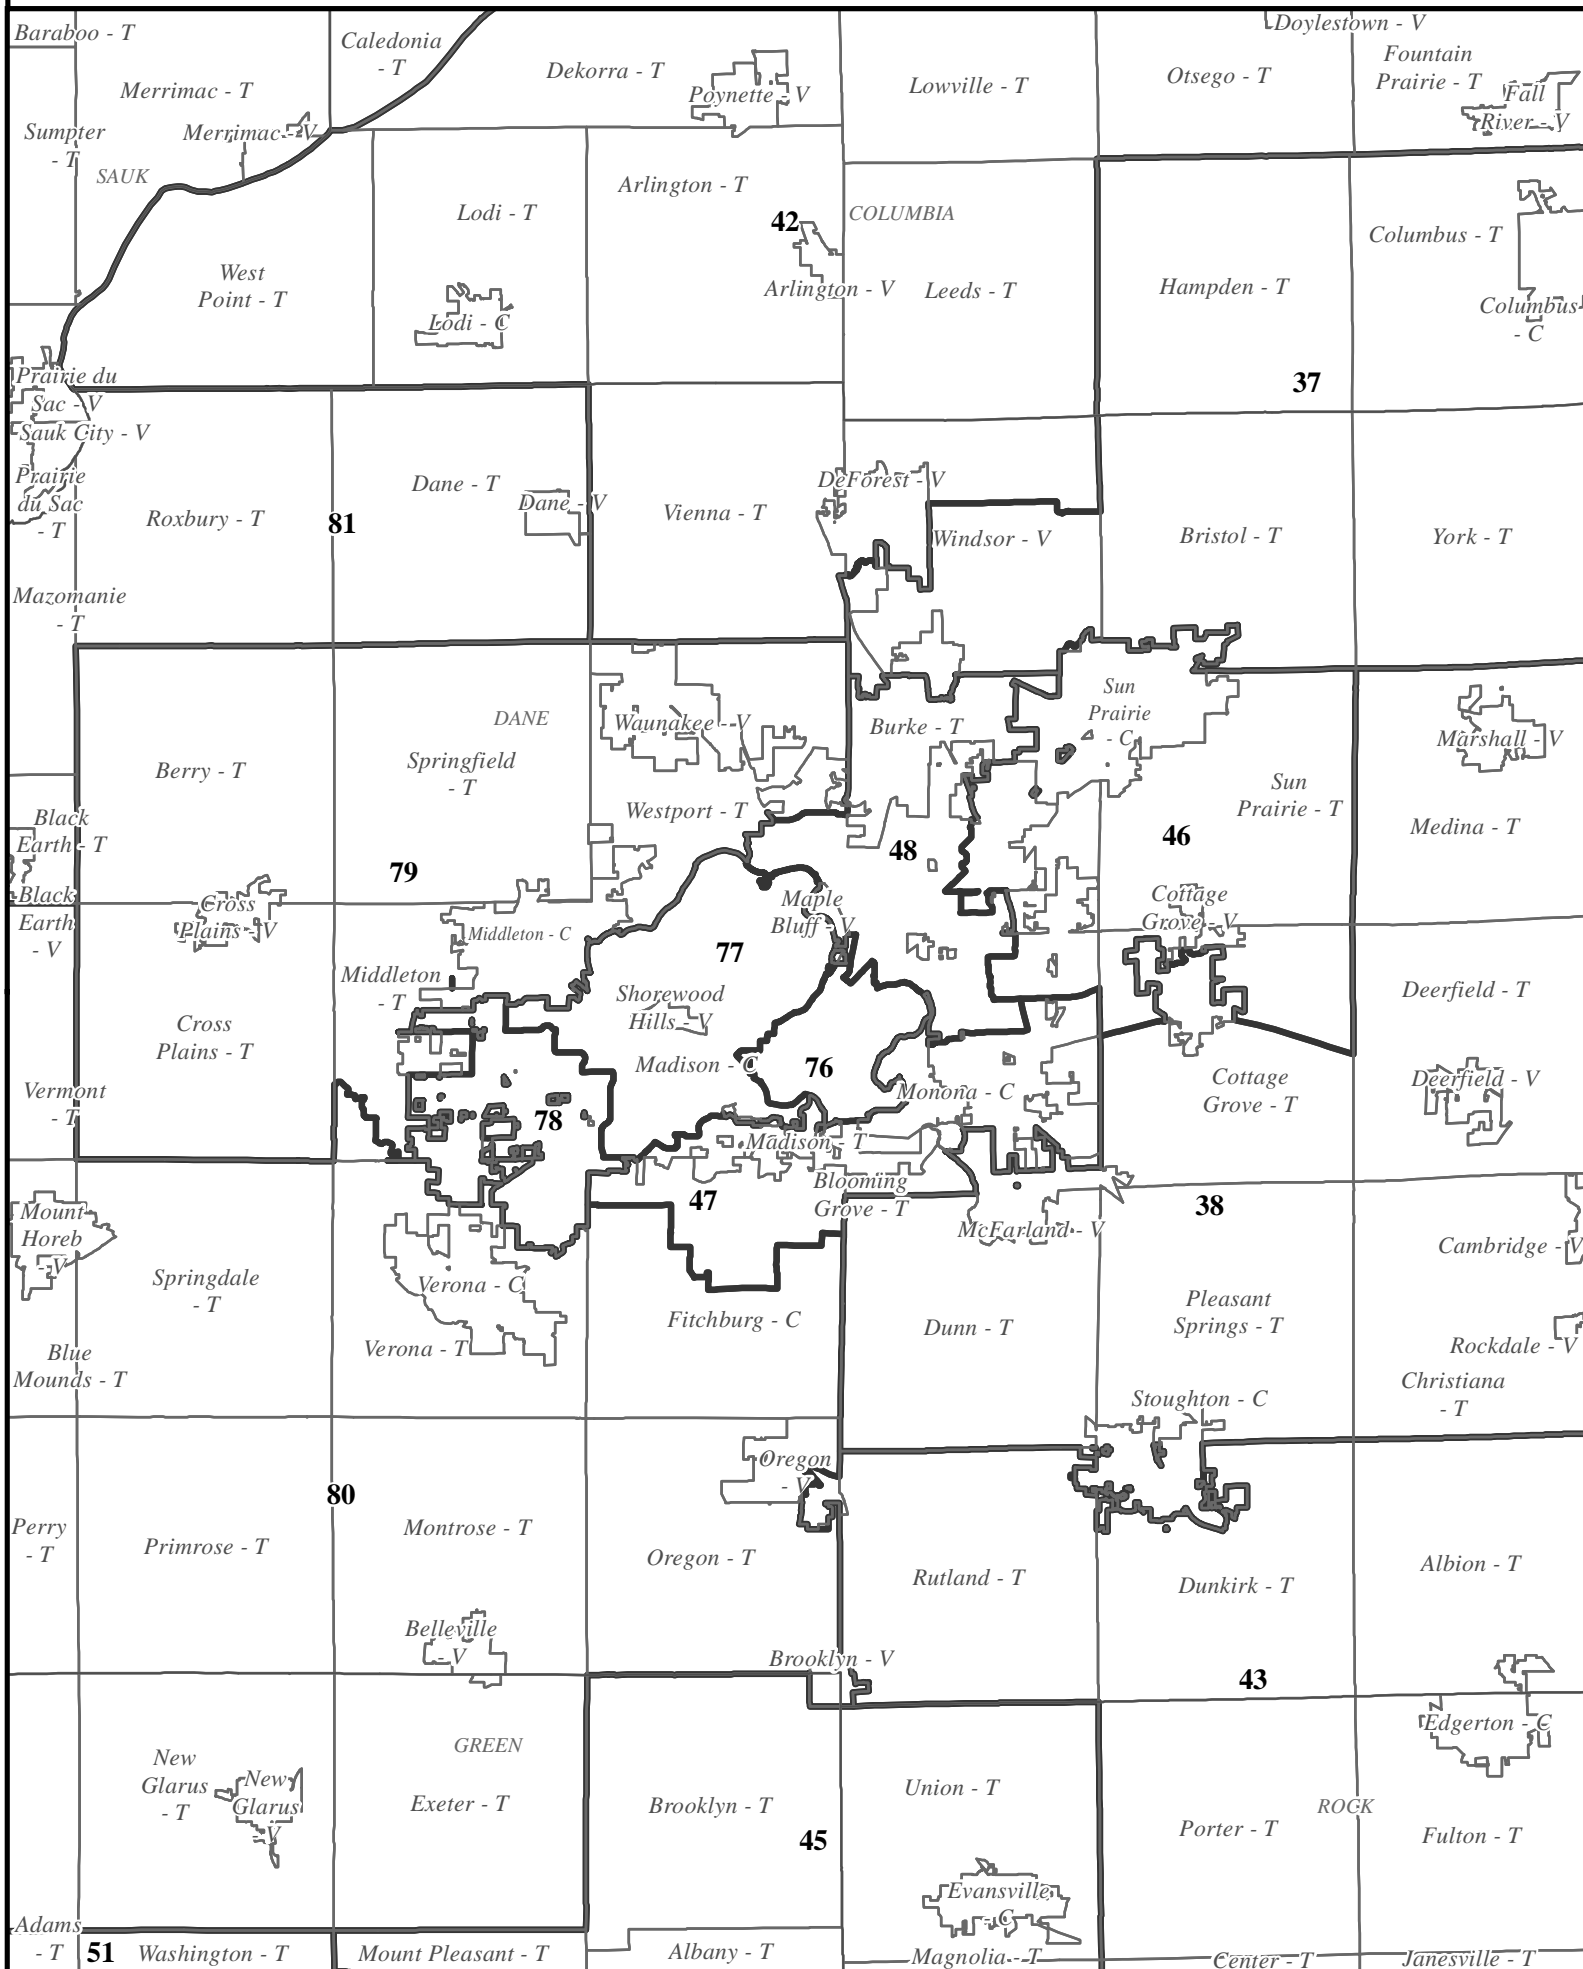 Baraboo - T
Caledonia
- T
Dekorra - T
Poynette - V
Lowville - T
Otsego - T
Doylestown - V
Fountain
Prairie - T
Fall
River - V
Merrimac - T
Merrimac - V
Sumpter
- T
SAUK
Arlington - T
Lodi - T
42
COLUMBIA
Columbus - T
West
Point - T
Lodi - C
Arlington - V
Leeds - T
Hampden - T
Columbus
- C
Prairie du
Sac - V
Sauk City - V
37
Prairie
du Sac
- T
Roxbury - T
81
Dane - T
Dane - V
Vienna - T
DeForest - V
Windsor - V
Bristol - T
York - T
Mazomanie
- T
DANE
Waunakee - V
Burke - T
Sun
Prairie
- C
Marshall - V
Berry - T
Springfield
- T
Westport - T
Sun
Prairie - T
Medina - T
Black
Earth - T
79
48
46
Black
Earth
- V
Cross
Plains - V
Middleton - C
Maple
Bluff - V
Cottage
Grove - V
77
Middleton
- T
Shorewood
Hills - V
Deerfield - T
Cross
Plains - T
Madison - C
76
Monona - C
Cottage
Grove - T
Deerfield - V
Vermont
- T
78
Madison - T
47
Blooming
Grove - T
McFarland - V
38
Mount
Horeb
- V
Cambridge - V
Springdale
- T
Verona - C
Verona - T
Fitchburg - C
Dunn - T
Pleasant
Springs - T
Rockdale - V
Blue
Mounds - T
Stoughton - C
Christiana
- T
80
Oregon
- V
Perry
- T
Primrose - T
Montrose - T
Oregon - T
Rutland - T
Dunkirk - T
Albion - T
Belleville
- V
Brooklyn - V
43
New
Glarus
- T
New
Glarus
- V
GREEN
Exeter - T
Brooklyn - T
45
Union - T
Edgerton - C
ROCK
Porter - T
Fulton - T
Evansville
- C
Adams
- T
51
Washington - T
Mount Pleasant - T
Albany - T
Magnolia - T
Center - T
Janesville - T